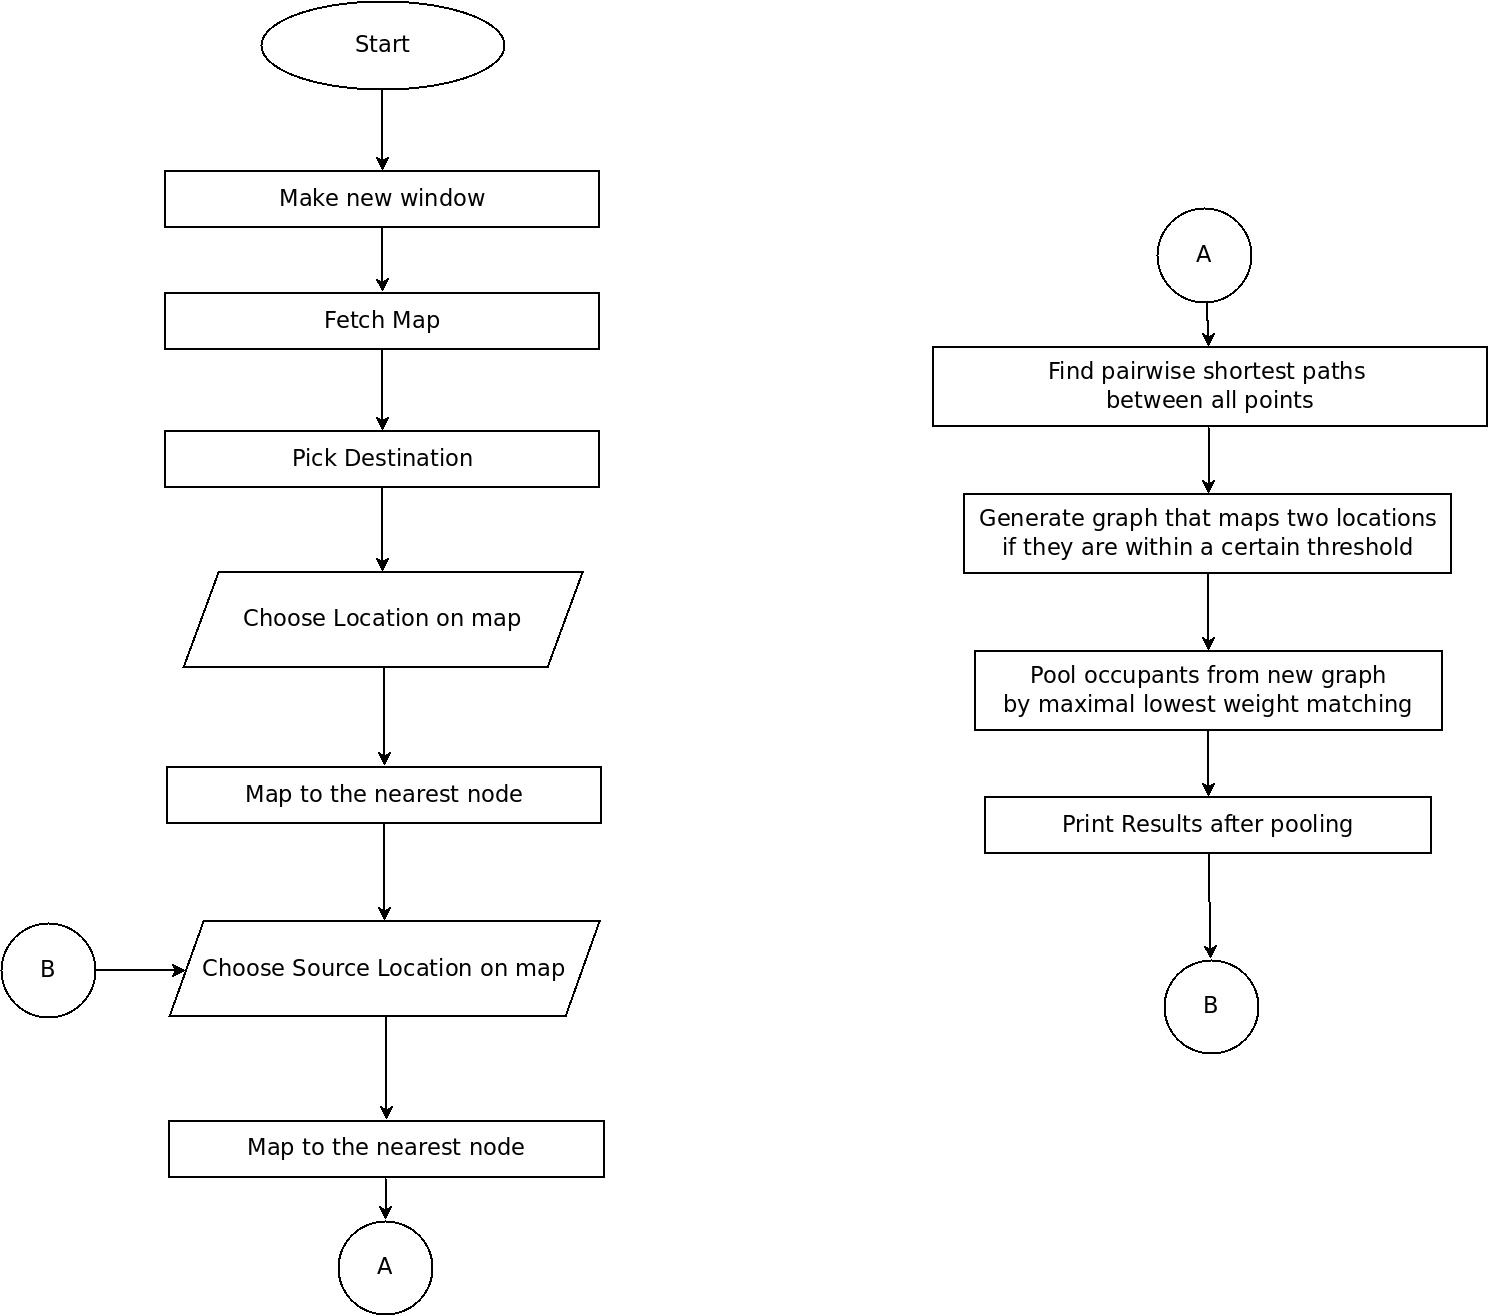 Start
Make new window
Fetch Map
Pick Destination
Choose Location on map
Map to the nearest node
B
Choose Source Location on map
Map to the nearest node
A
A
Find pairwise shortest paths
between all points
Generate graph that maps two locations
if they are within a certain threshold
Pool occupants from new graph
by maximal lowest weight matching
Print Results after pooling
B